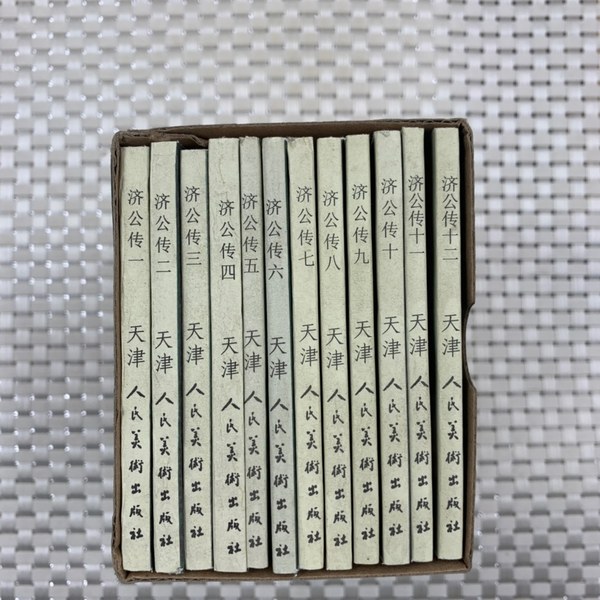 济公传一 天津人民美術出版社
济公传二 天津人民美術出版社
济公传三 天津人民美術出版社
济公传四 天津人民美術出版社
济公传五 天津人民美術出版社
济公传六 天津人民美術出版社
济公传七 天津人民美術出版社
济公传八 天津人民美術出版社
济公传九 天津人民美術出版社
济公传十 天津人民美術出版社
济公传十一 天津人民美術出版社
济公传十二 天津人民美術出版社